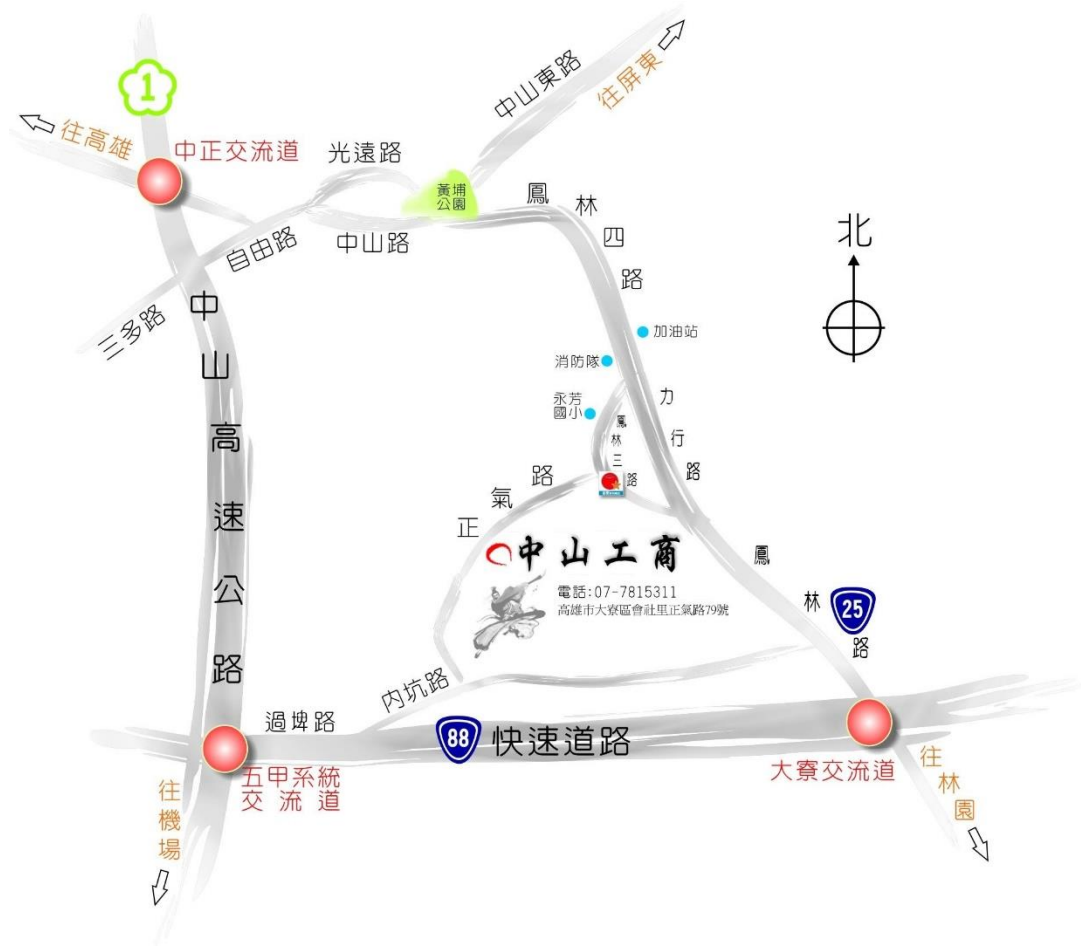 1
往高雄
中正交流道
光遠路
中山東路
往屏東
黃埔
公園
鳳林四路
自由路
中山路
北
三多路
中山高速公路
加油站
消防隊
永芳
國小
鳳林三路
力行路
正氣路
中山工商
電話:07-7815311
高雄市大寮區會社里正氣路79號
鳳林路
25
內坑路
過埤路
88
快速道路
五甲系統
交流道
大寮交流道
往機場
往林園